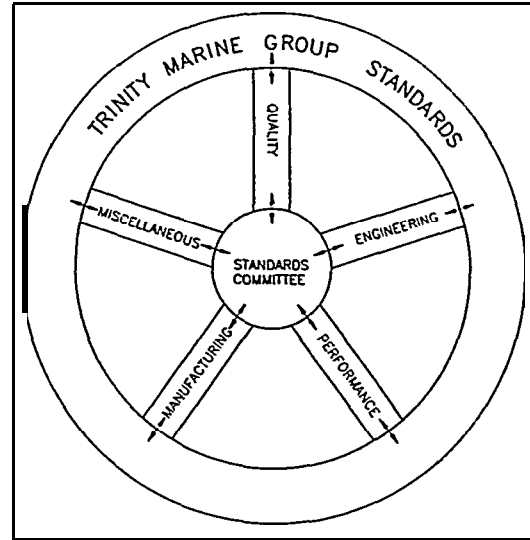 TRINITY MARINE GROUP STANDARDS
QUALITY
MISCELLANEOUS
ENGINEERING
STANDARDS
COMMITTEE
MANUFACTURING
PERFORMANCE